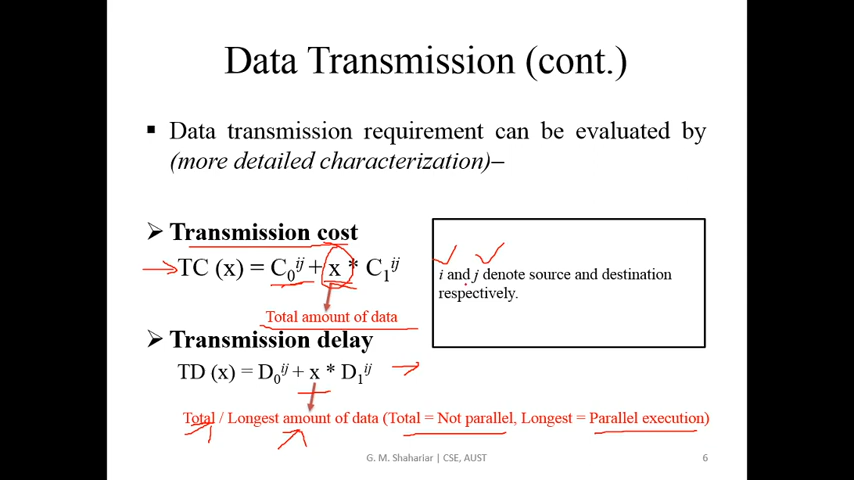 Data Transmission (cont.)
▪ Data transmission requirement can be evaluated by
(more detailed characterization)–
➢ Transmission cost
TC (x) = C₀ⁱʲ + x * C₁ⁱʲ
i and j denote source and destination
respectively.
Total amount of data
➢ Transmission delay
TD (x) = D₀ⁱʲ + x * D₁ⁱʲ
Total / Longest amount of data (Total = Not parallel, Longest = Parallel execution)
G. M. Shahariar | CSE, AUST
6